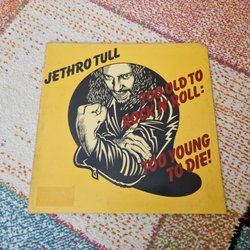 JETHRO TULL
TOO OLD TO
ROCK 'N' ROLL:
TOO YOUNG
TO DIE!